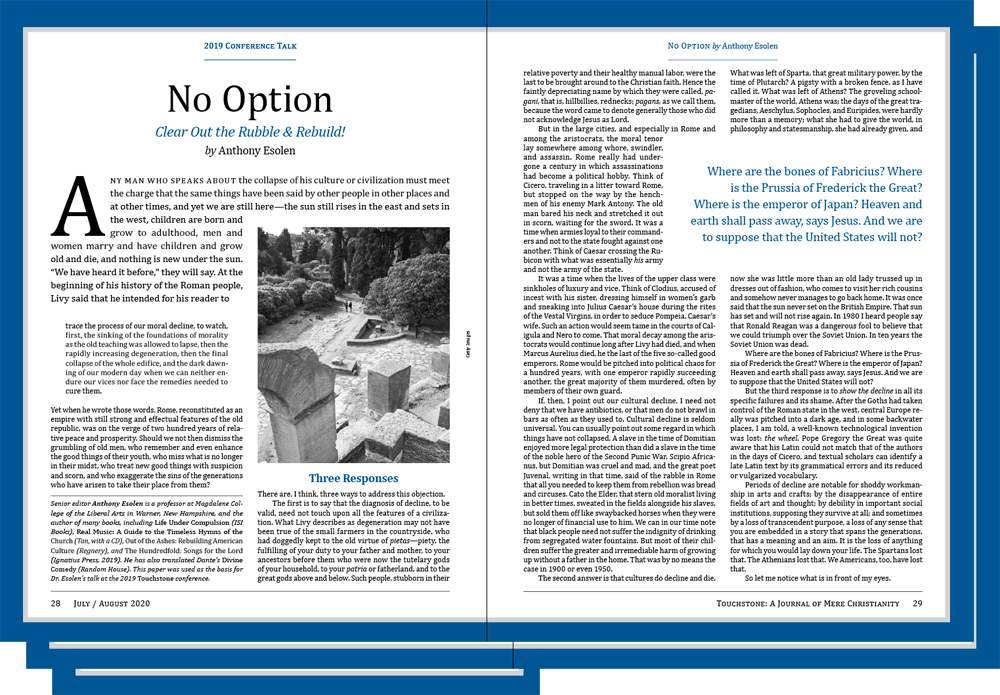 2019 Conference Talk
No Option
Clear Out the Rubble & Rebuild!
by Anthony Esolen
Any man who speaks about the collapse of his culture or civilization must meet
the charge that the same things have been said by other people in other places and
at other times, and yet we are still here—the sun still rises in the east and sets in
the west, children are born and
grow to adulthood, men and
women marry and have children and grow
old and die, and nothing is new under the sun.
“We have heard it before,” they will say. At the
beginning of his history of the Roman people,
Livy said that he intended for his reader to
trace the process of our moral decline, to watch,
first, the sinking of the foundations of morality
as the old teaching was allowed to lapse, then the
rapidly increasing degeneration, then the final
collapse of the whole edifice, and the dark dawn-
ing of our modern day when we can neither en-
dure our vices nor face the remedies needed to
cure them.
Yet when he wrote those words, Rome, reconstituted as an
empire with still strong and effectual features of the old
republic, was on the verge of two hundred years of rela-
tive peace and prosperity. Should we not then dismiss the
grumbling of old men, who remember and even enhance
the good things of their youth, who miss what is no longer
in their midst, who treat new good things with suspicion
and scorn, and who exaggerate the sins of the generations
who have arisen to take their place from them?
Senior editor Anthony Esolen is a professor at Magdalene Col-
lege of the Liberal Arts in Warner, New Hampshire, and the
author of many books, including Life Under Compulsion (ISI
Books), Real Music: A Guide to the Timeless Hymns of the
Church (Tan, with a CD), Out of the Ashes: Rebuilding American
Culture (Regnery), and The Hundredfold: Songs for the Lord
(Ignatius Press, 2019). He has also translated Dante’s Divine
Comedy (Random House). This paper was used as the basis for
Dr. Esolen’s talk at the 2019 Touchstone conference.
Getty Images
Three Responses
There are, I think, three ways to address this objection.
The first is to say that the diagnosis of decline, to be
valid, need not touch upon all the features of a civiliza-
tion. What Livy describes as degeneration may not have
been true of the small farmers in the countryside, who
had doggedly kept to the old virtue of pietas—piety, the
fulfilling of your duty to your father and mother, to your
ancestors before them who were now the tutelary gods
of your household, to your patria or fatherland, and to the
great gods above and below. Such people, stubborn in their
28 July / August 2020
No Option by Anthony Esolen
relative poverty and their healthy manual labor, were the
last to be brought around to the Christian faith. Hence the
faintly depreciating name by which they were called, pa-
gani, that is, hillbillies, rednecks; pagans, as we call them,
because the word came to denote generally those who did
not acknowledge Jesus as Lord.
But in the large cities, and especially in Rome and
among the aristocrats, the moral tenor
lay somewhere among whore, swindler,
and assassin. Rome really had under-
gone a century in which assassinations
had become a political hobby. Think of
Cicero, traveling in a litter toward Rome,
but stopped on the way by the hench-
men of his enemy Mark Antony. The old
man bared his neck and stretched it out
in scorn, waiting for the sword. It was a
time when armies loyal to their command-
ers and not to the state fought against one
another. Think of Caesar crossing the Ru-
bicon with what was essentially his army
and not the army of the state.
It was a time when the lives of the upper class were
sinkholes of luxury and vice. Think of Clodius, accused of
incest with his sister, dressing himself in women’s garb
and sneaking into Julius Caesar’s house during the rites
of the Vestal Virgins, in order to seduce Pompeia, Caesar’s
wife. Such an action would seem tame in the courts of Cal-
igula and Nero to come. That moral decay among the aris-
tocrats would continue long after Livy had died, and when
Marcus Aurelius died, he the last of the five so-called good
emperors, Rome would be pitched into political chaos for
a hundred years, with one emperor rapidly succeeding
another, the great majority of them murdered, often by
members of their own guard.
If, then, I point out our cultural decline, I need not
deny that we have antibiotics, or that men do not brawl in
bars as often as they used to. Cultural decline is seldom
universal. You can usually point out some regard in which
things have not collapsed. A slave in the time of Domitian
enjoyed more legal protection than did a slave in the time
of the noble hero of the Second Punic War, Scipio Africa-
nus, but Domitian was cruel and mad, and the great poet
Juvenal, writing in that time, said of the rabble in Rome
that all you needed to keep them from rebellion was bread
and circuses. Cato the Elder, that stern old moralist living
in better times, sweated in the fields alongside his slaves,
but sold them off like swaybacked horses when they were
no longer of financial use to him. We can in our time note
that black people need not suffer the indignity of drinking
from segregated water fountains. But most of their chil-
dren suffer the greater and irremediable harm of growing
up without a father in the home. That was by no means the
case in 1900 or even 1950.
The second answer is that cultures do decline and die.
What was left of Sparta, that great military power, by the
time of Plutarch? A pigsty with a broken fence, as I have
called it. What was left of Athens? The groveling school-
master of the world, Athens was; the days of the great tra-
gedians, Aeschylus, Sophocles, and Euripides, were hardly
more than a memory; what she had to give the world, in
philosophy and statesmanship, she had already given, and
Where are the bones of Fabricius? Where
is the Prussia of Frederick the Great?
Where is the emperor of Japan? Heaven and
earth shall pass away, says Jesus. And we are
to suppose that the United States will not?
now she was little more than an old lady trussed up in
dresses out of fashion, who comes to visit her rich cousins
and somehow never manages to go back home. It was once
said that the sun never set on the British Empire. That sun
has set and will not rise again. In 1980 I heard people say
that Ronald Reagan was a dangerous fool to believe that
we could triumph over the Soviet Union. In ten years the
Soviet Union was dead.
Where are the bones of Fabricius? Where is the Prus-
sia of Frederick the Great? Where is the emperor of Japan?
Heaven and earth shall pass away, says Jesus. And we are
to suppose that the United States will not?
But the third response is to show the decline in all its
specific failures and its shame. After the Goths had taken
control of the Roman state in the west, central Europe re-
ally was pitched into a dark age, and in some backwater
places, I am told, a well-known technological invention
was lost: the wheel. Pope Gregory the Great was quite
aware that his Latin could not match that of the authors
in the days of Cicero, and textual scholars can identify a
late Latin text by its grammatical errors and its reduced
or vulgarized vocabulary.
Periods of decline are notable for shoddy workman-
ship in arts and crafts; by the disappearance of entire
fields of art and thought; by debility in important social
institutions, supposing they survive at all; and sometimes
by a loss of transcendent purpose, a loss of any sense that
you are embedded in a story that spans the generations,
that has a meaning and an aim. It is the loss of anything
for which you would lay down your life. The Spartans lost
that. The Athenians lost that. We Americans, too, have lost
that.
So let me notice what is in front of my eyes.
Touchstone: A Journal of Mere Christianity 29